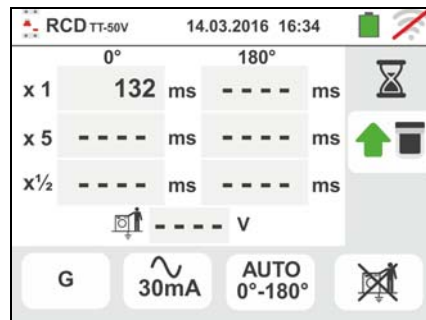 RCD TT-50V 14.03.2016 16:34
0° 180°
x 1 132 ms - - - - ms
x 5 - - - - ms - - - - ms
x½ - - - - ms - - - - ms
- - - - V
G 30mA AUTO 0°-180°